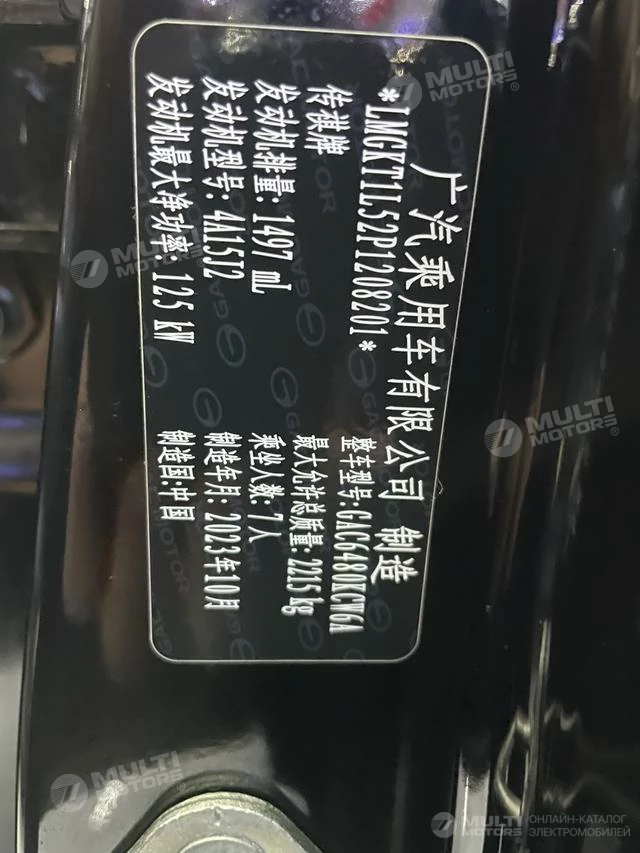 广汽乘用车有限公司 制造
*LMGKT1L52P1208201*
传祺牌 整车型号: GAC6480KCW6A
发动机排量: 1497 mL 最大允许总质量: 2215 kg
发动机型号: 4A15J2 乘坐人数: 7人
发动机最大净功率: 125 kW 制造年月: 2023年10月
制造国: 中国
GAC MOTOR
MULTI MOTORS®
MULTI MOTORS®
MULTI MOTORS®
MULTI MOTORS®
MULTI MOTORS ОНЛАЙН-КАТАЛОГ ЭЛЕКТРОМОБИЛЕЙ